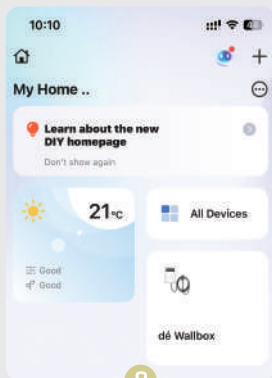 10:10
My Home ..
Learn about the new
DIY homepage
Don't show again
21°C
Good
Good
All Devices
dé Wallbox